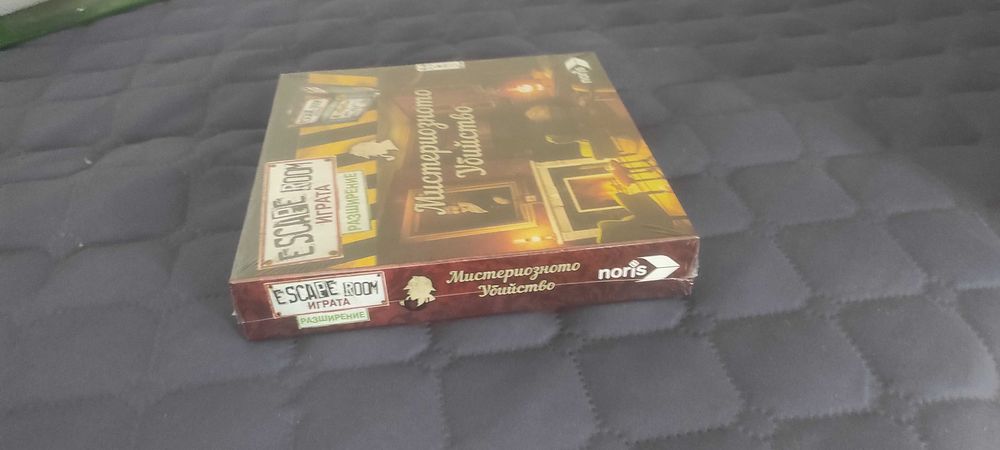 ESCAPE ROOM
ИГРАТА
РАЗШИРЕНИЕ
Мистериозното
Убийство
noris
ESCAPE ROOM
ИГРАТА
РАЗШИРЕНИЕ
Мистериозното
Убийство
noris